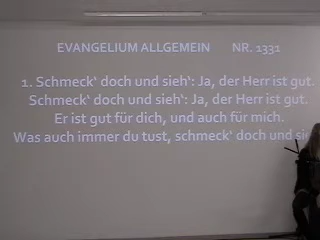 EVANGELIUM ALLGEMEIN NR. 1331
1. Schmeck‘ doch und sieh‘: Ja, der Herr ist gut.
Schmeck‘ doch und sieh‘: Ja, der Herr ist gut.
Er ist gut für dich, und auch für mich.
Was auch immer du tust, schmeck‘ doch und